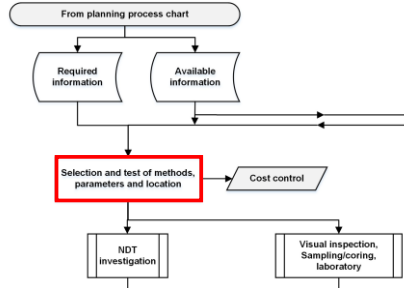 From planning process chart
Required
information
Available
information
Selection and test of methods,
parameters and location
Cost control
NDT
investigation
Visual inspection,
Sampling/coring,
laboratory